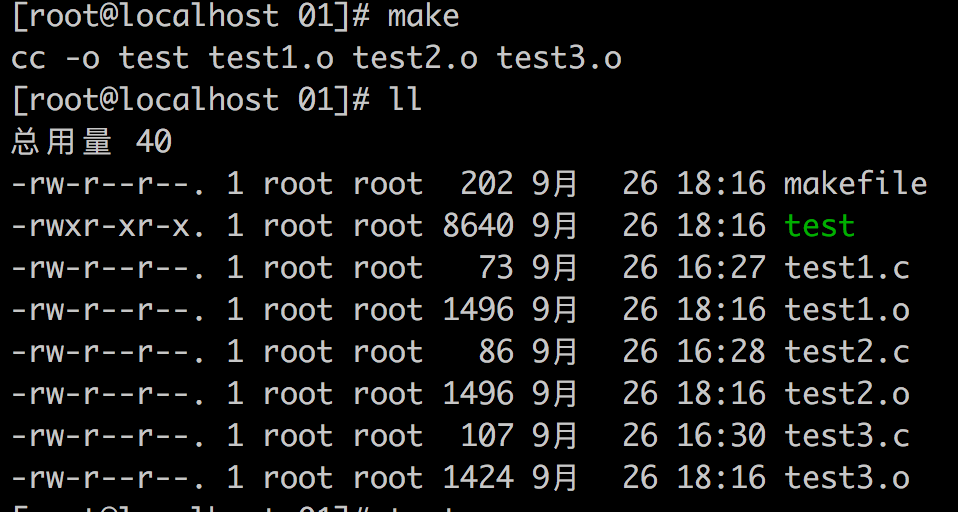 [root@localhost 01]# make
cc -o test test1.o test2.o test3.o
[root@localhost 01]# ll
总用量 40
-rw-r--r--. 1 root root  202 9月  26 18:16 makefile
-rwxr-xr-x. 1 root root 8640 9月  26 18:16 test
-rw-r--r--. 1 root root   73 9月  26 16:27 test1.c
-rw-r--r--. 1 root root 1496 9月  26 18:16 test1.o
-rw-r--r--. 1 root root   86 9月  26 16:28 test2.c
-rw-r--r--. 1 root root 1496 9月  26 18:16 test2.o
-rw-r--r--. 1 root root  107 9月  26 16:30 test3.c
-rw-r--r--. 1 root root 1424 9月  26 18:16 test3.o
[root@localhost 01]#